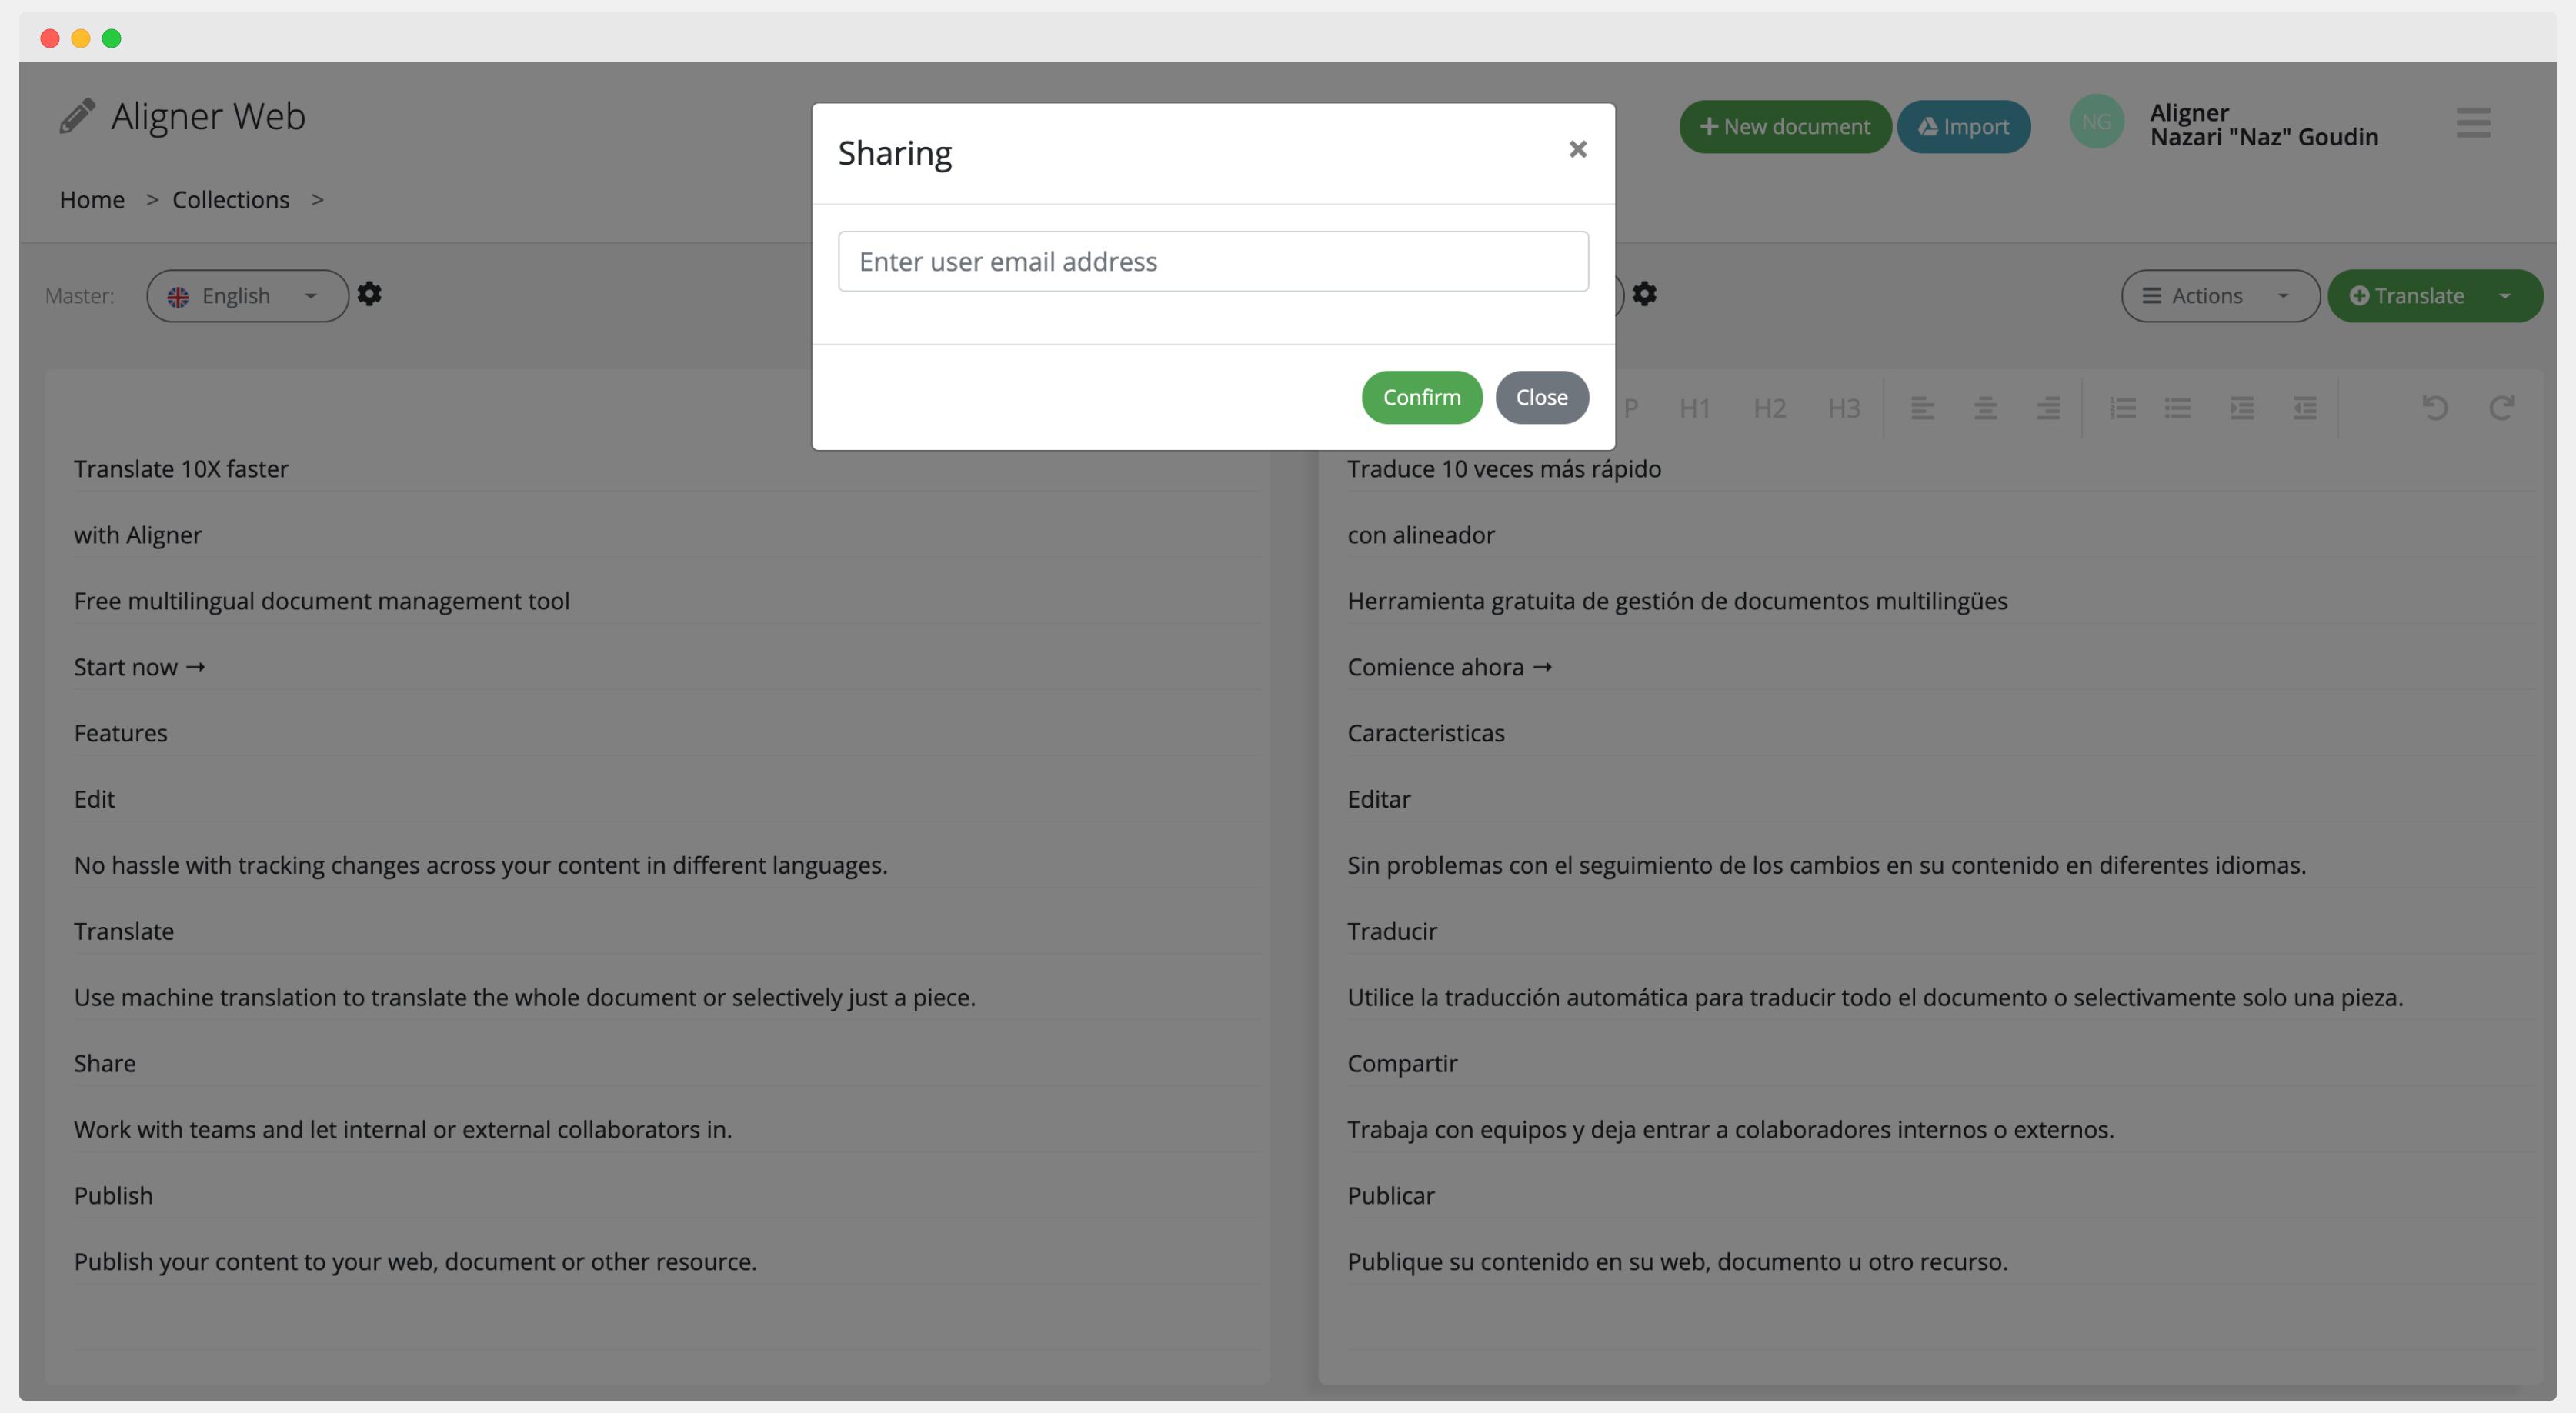 Aligner Web
Sharing
×
New document
Import
NG
Aligner
Nazari "Naz" Goudin
Home > Collections >
Enter user email address
Master:
English
Actions
Translate
Confirm
Close
P H1 H2 H3
Translate 10X faster
Traduce 10 veces más rápido
with Aligner
con alineador
Free multilingual document management tool
Herramienta gratuita de gestión de documentos multilingües
Start now →
Comience ahora →
Features
Caracteristicas
Edit
Editar
No hassle with tracking changes across your content in different languages.
Sin problemas con el seguimiento de los cambios en su contenido en diferentes idiomas.
Translate
Traducir
Use machine translation to translate the whole document or selectively just a piece.
Utilice la traducción automática para traducir todo el documento o selectivamente solo una pieza.
Share
Compartir
Work with teams and let internal or external collaborators in.
Trabaja con equipos y deja entrar a colaboradores internos o externos.
Publish
Publicar
Publish your content to your web, document or other resource.
Publique su contenido en su web, documento u otro recurso.